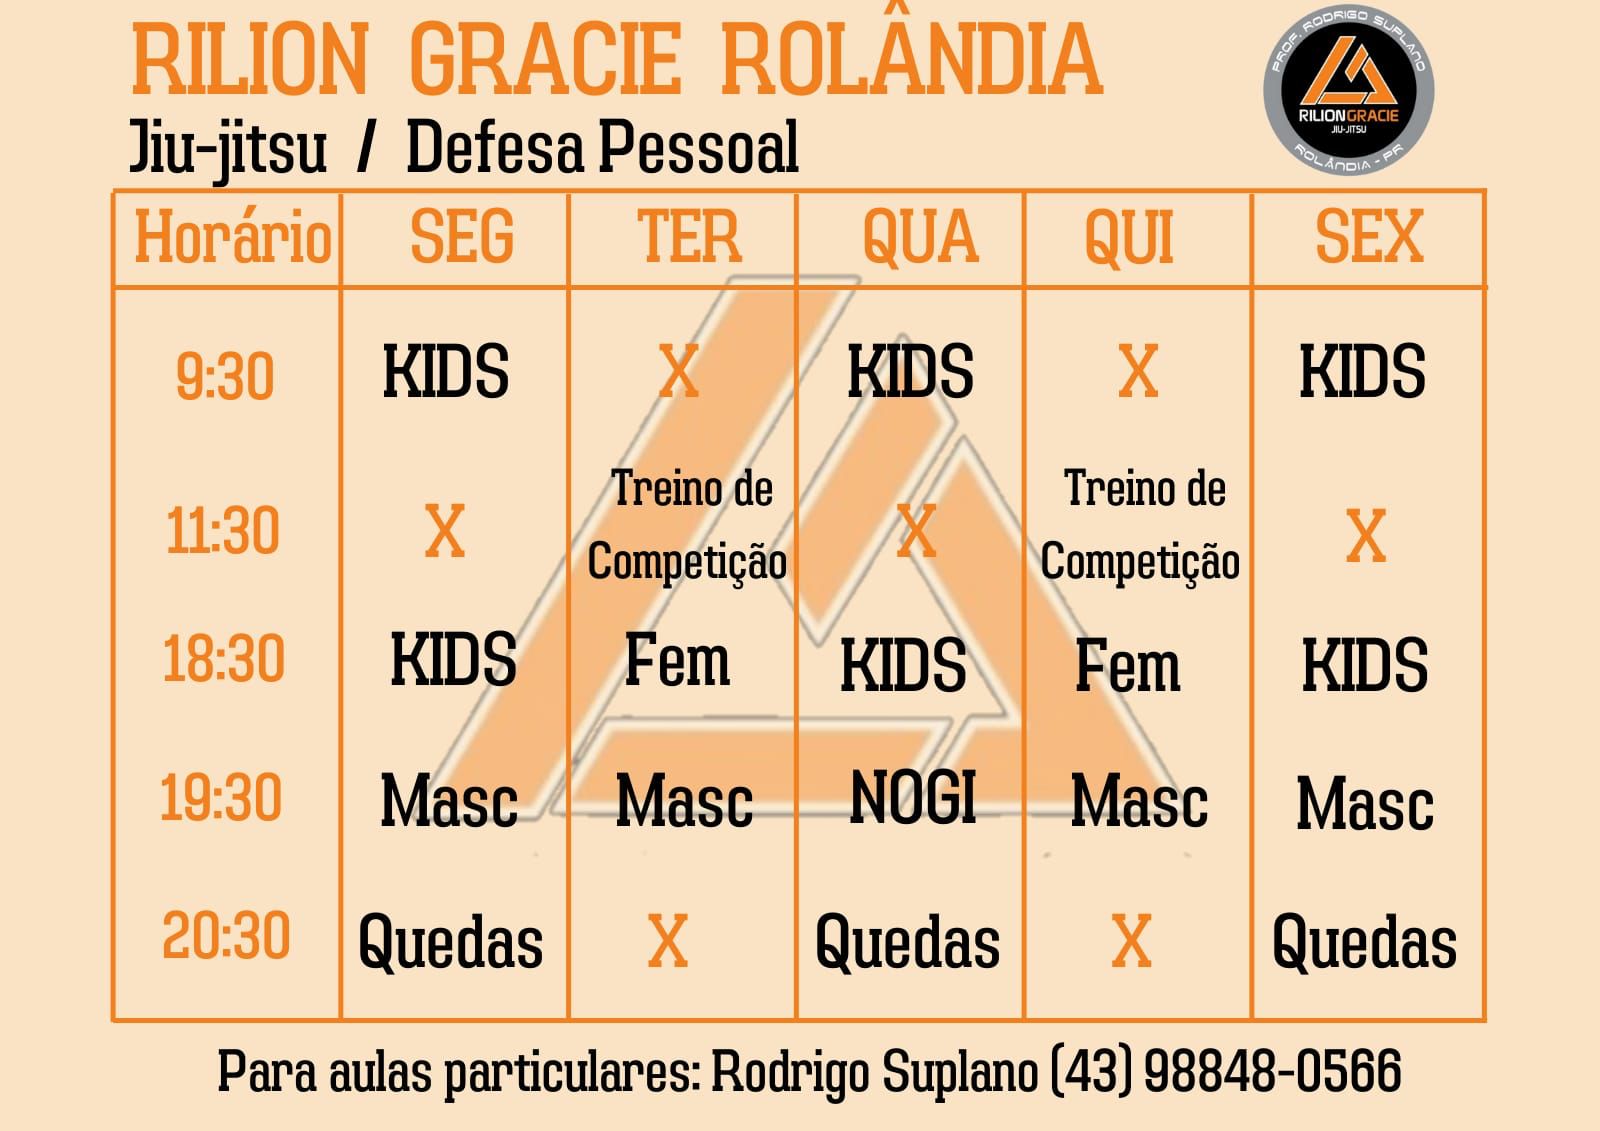 RILION GRACIE ROLÂNDIA
Jiu-jitsu / Defesa Pessoal
PROF. RODRIGO SUPLANO
RILIONGRACIE
JIU-JITSU
ROLÂNDIA - PR
Horário SEG TER QUA QUI SEX
9:30 KIDS X KIDS X KIDS
11:30 X Treino de Competição X Treino de Competição X
18:30 KIDS Fem KIDS Fem KIDS
19:30 Masc Masc NOGI Masc Masc
20:30 Quedas X Quedas X Quedas
Para aulas particulares: Rodrigo Suplano (43) 98848-0566